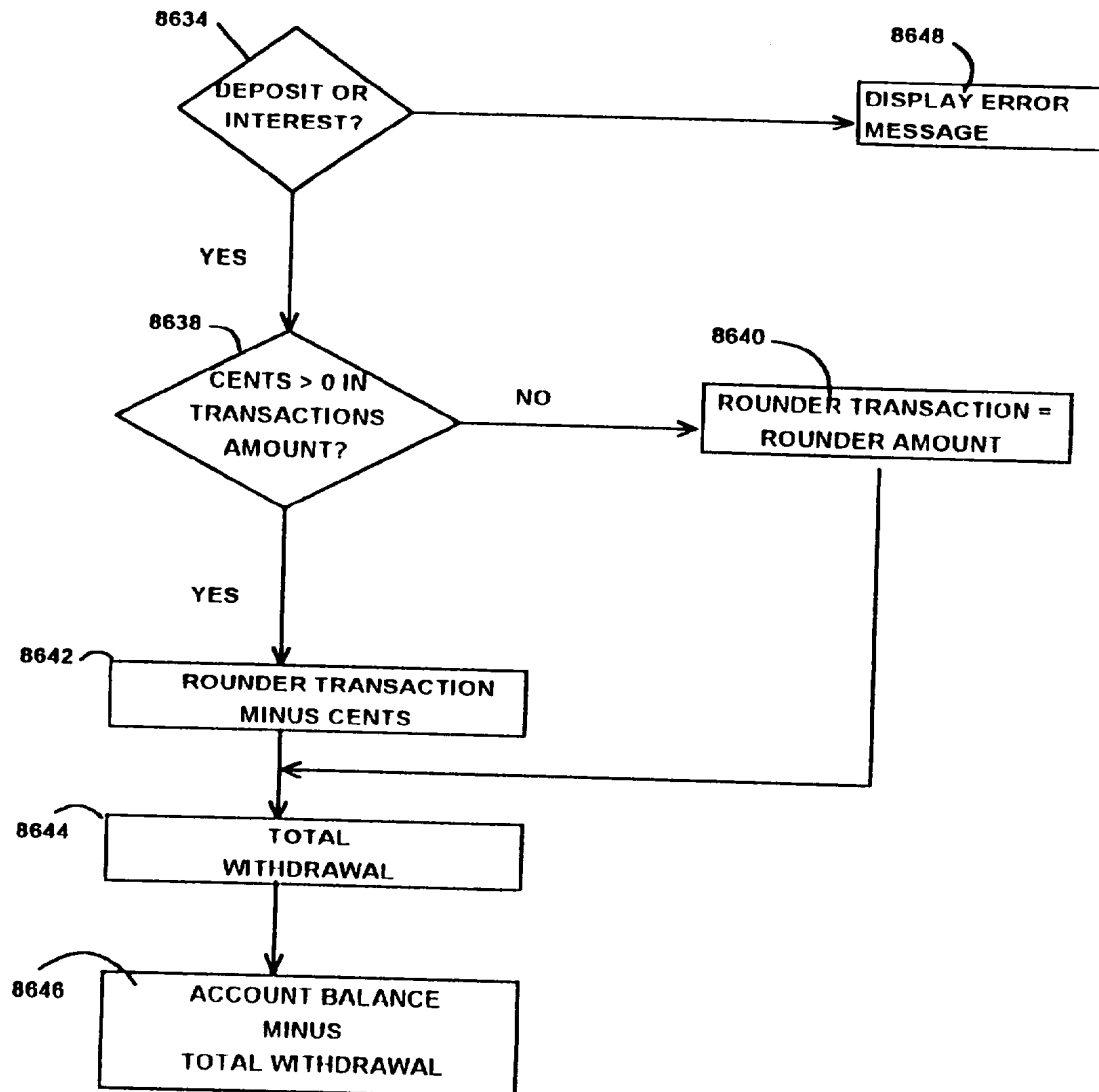 8634
DEPOSIT OR
INTEREST?
8648
DISPLAY ERROR
MESSAGE
YES
8638
CENTS > 0 IN
TRANSACTIONS
AMOUNT?
NO
8640
ROUNDER TRANSACTION =
ROUNDER AMOUNT
YES
8642
ROUNDER TRANSACTION
MINUS CENTS
8644
TOTAL
WITHDRAWAL
8646
ACCOUNT BALANCE
MINUS
TOTAL WITHDRAWAL